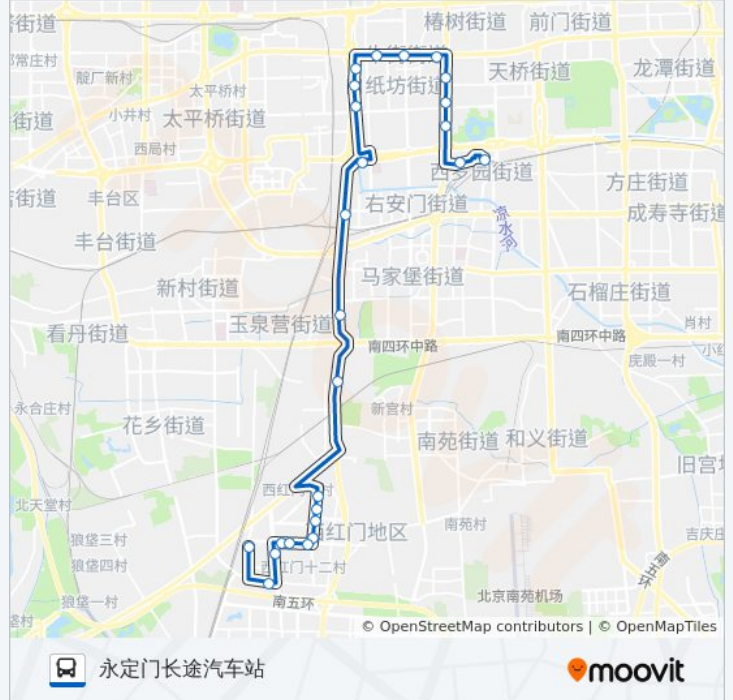 椿树街道
前门街道
街道
常庄村
靛厂新村
纸坊街道
天桥街道
龙潭街道
太平桥村
小井村
太平桥街道
街道
西局村
西罗园街道
方庄街道
街道
丰台区
右安门街道
成寿寺街道
凉水河
丰台街道
新村街道
马家堡街道
石榴庄街道
玉泉营街道
肖村
看丹街道
南四环中路
南四环中路
庑殿一村
永合庄村
新宫村
花乡街道
南苑街道
和义街道
旧宫
北天堂村
南苑村
红门地区
吉庆庄
狼垡三村
狼垡四村
红门十二村
南五环
狼垡一村
南五环
北京南苑机场
© OpenStreetMap contributors | © OpenMapTiles
永定门长途汽车站
moovit